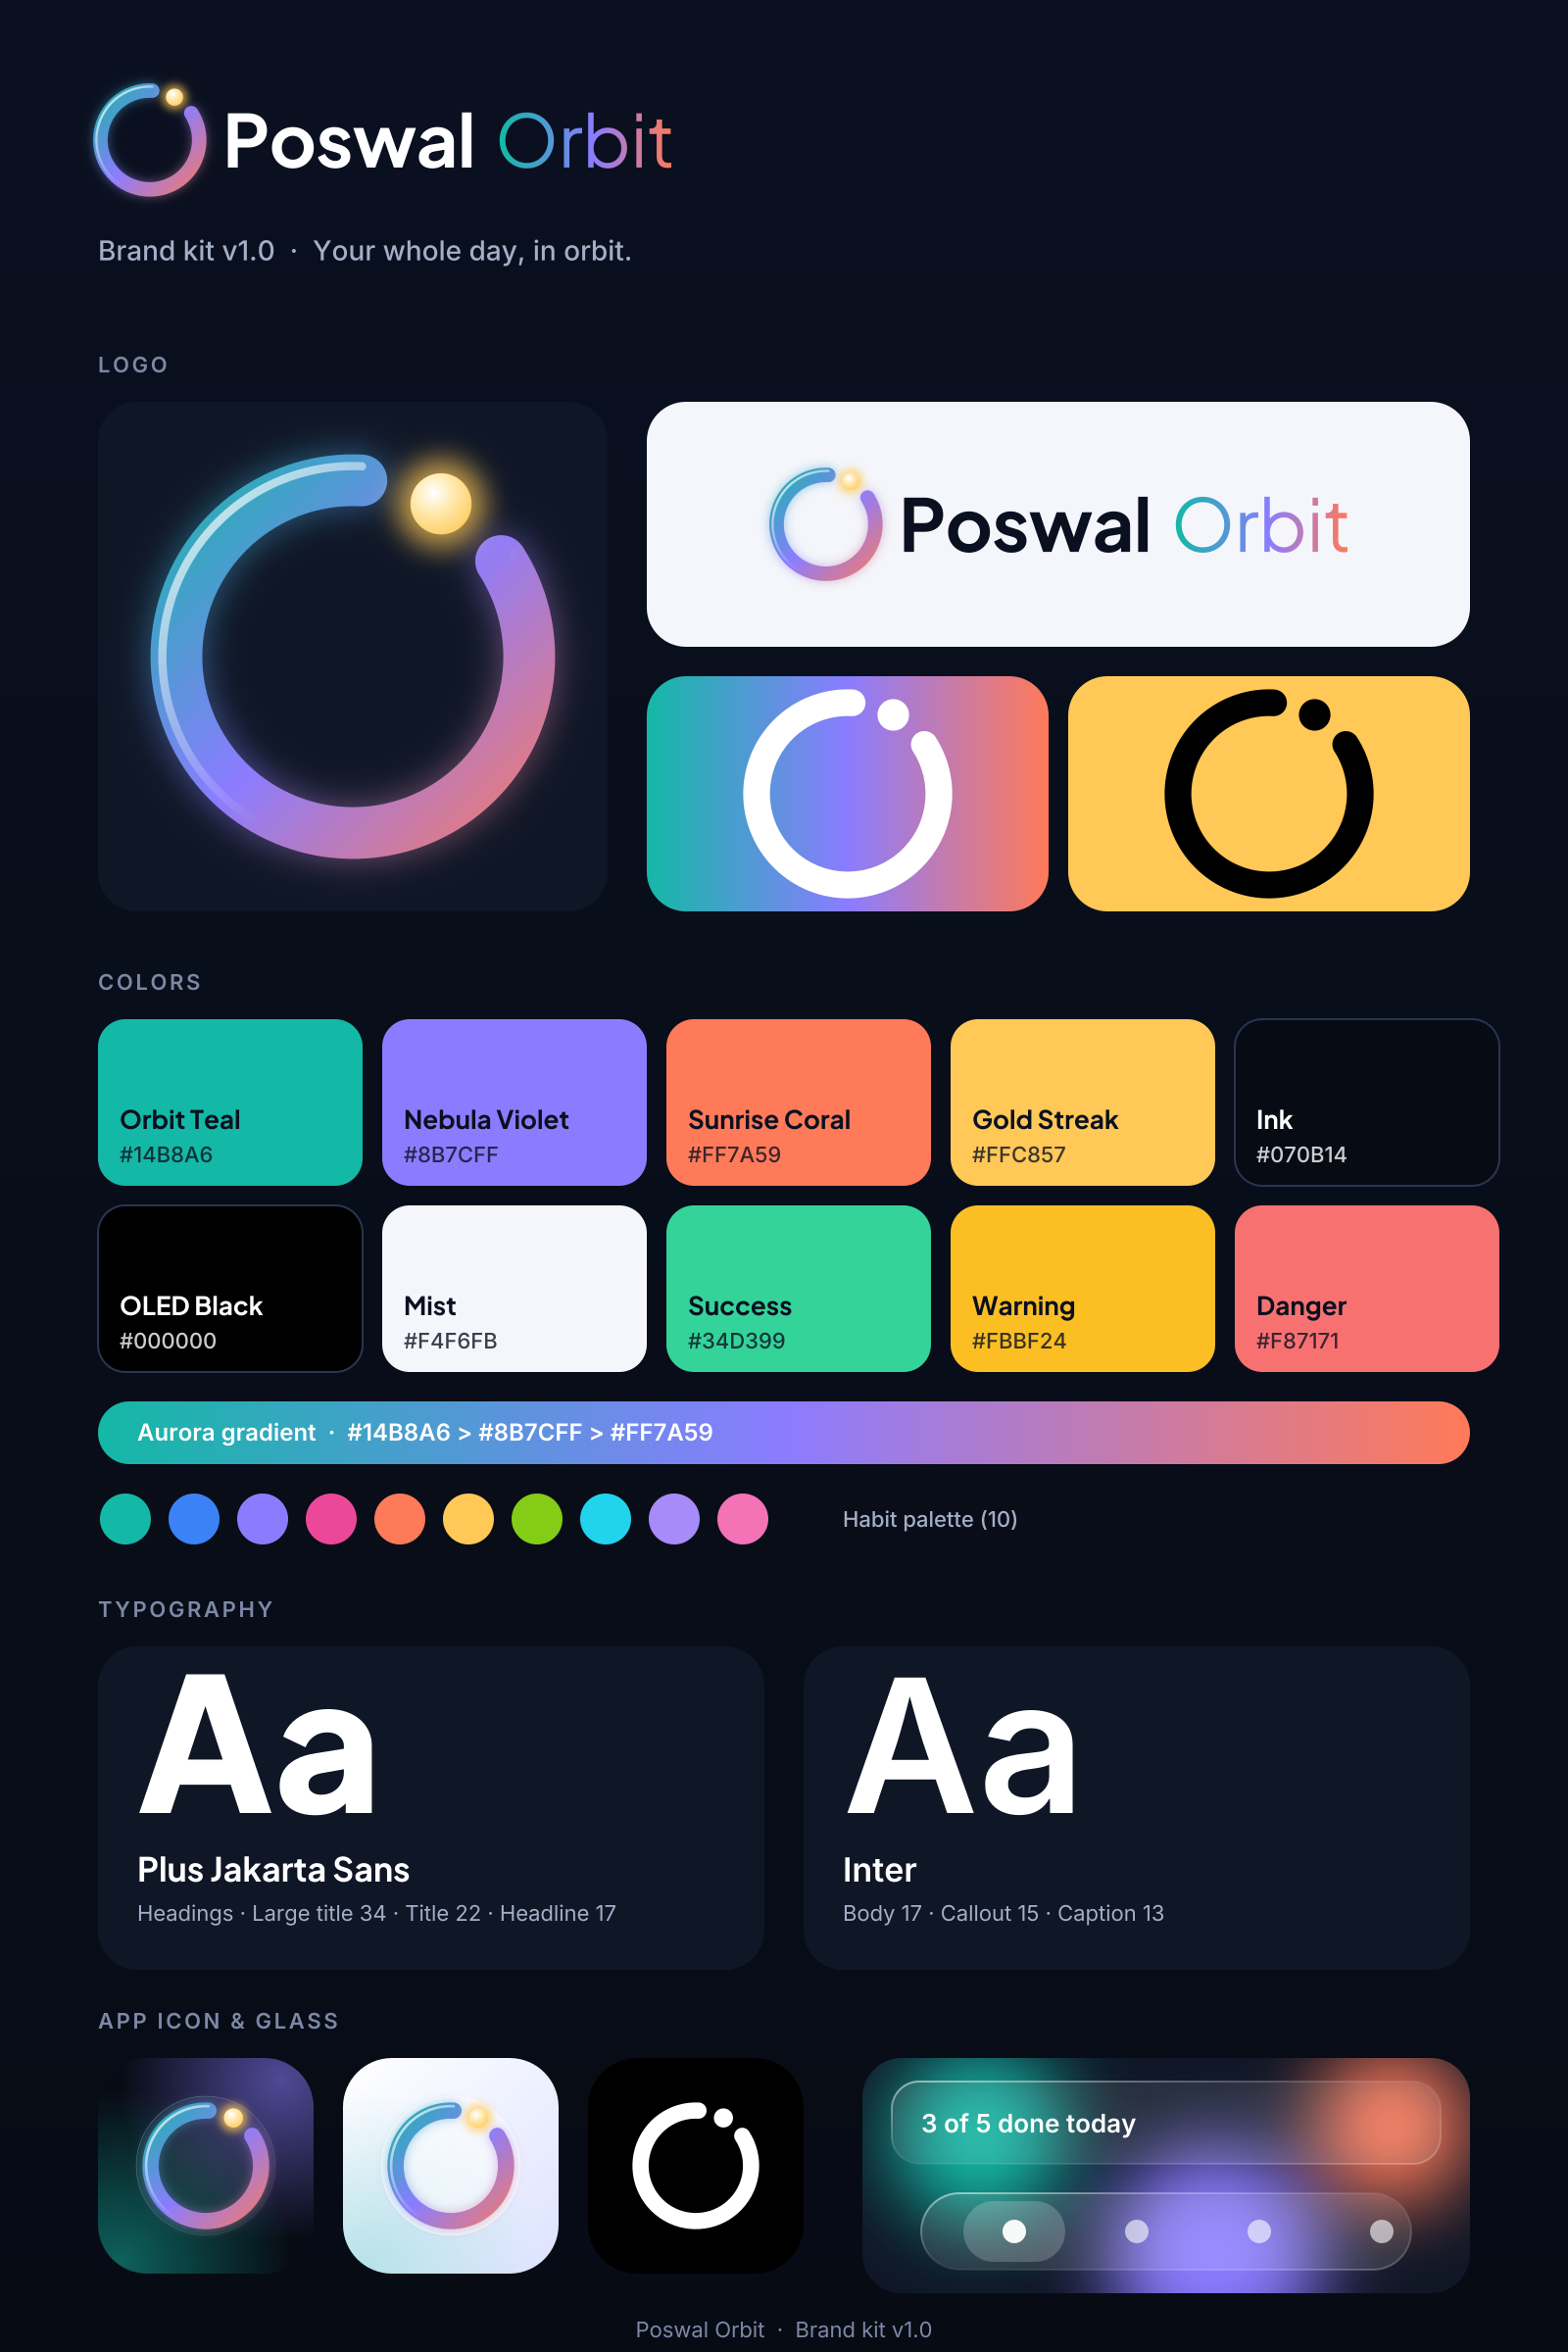 Poswal Orbit
Brand kit v1.0 · Your whole day, in orbit.
LOGO
Poswal Orbit
COLORS
Orbit Teal
#14B8A6
Nebula Violet
#8B7CFF
Sunrise Coral
#FF7A59
Gold Streak
#FFC857
Ink
#070B14
OLED Black
#000000
Mist
#F4F6FB
Success
#34D399
Warning
#FBBF24
Danger
#F87171
Aurora gradient · #14B8A6 > #8B7CFF > #FF7A59
Habit palette (10)
TYPOGRAPHY
Aa
Plus Jakarta Sans
Headings · Large title 34 · Title 22 · Headline 17
Aa
Inter
Body 17 · Callout 15 · Caption 13
APP ICON & GLASS
3 of 5 done today
Poswal Orbit · Brand kit v1.0